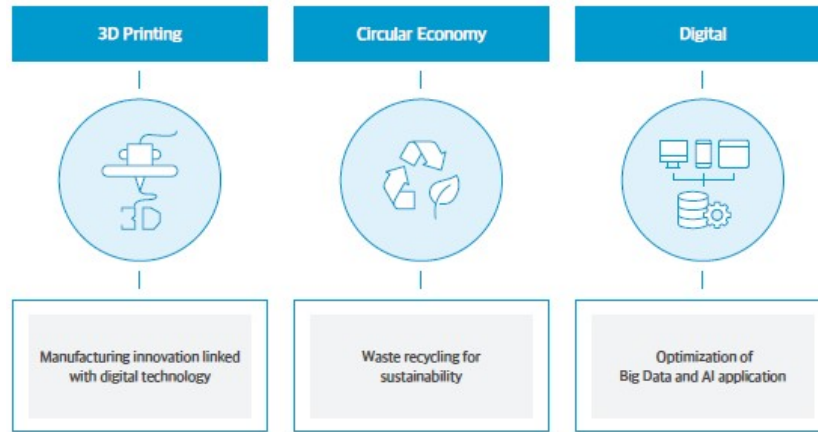 3D Printing
Circular Economy
Digital
3D
Manufacturing innovation linked
with digital technology
Waste recycling for
sustainability
Optimization of
Big Data and AI application